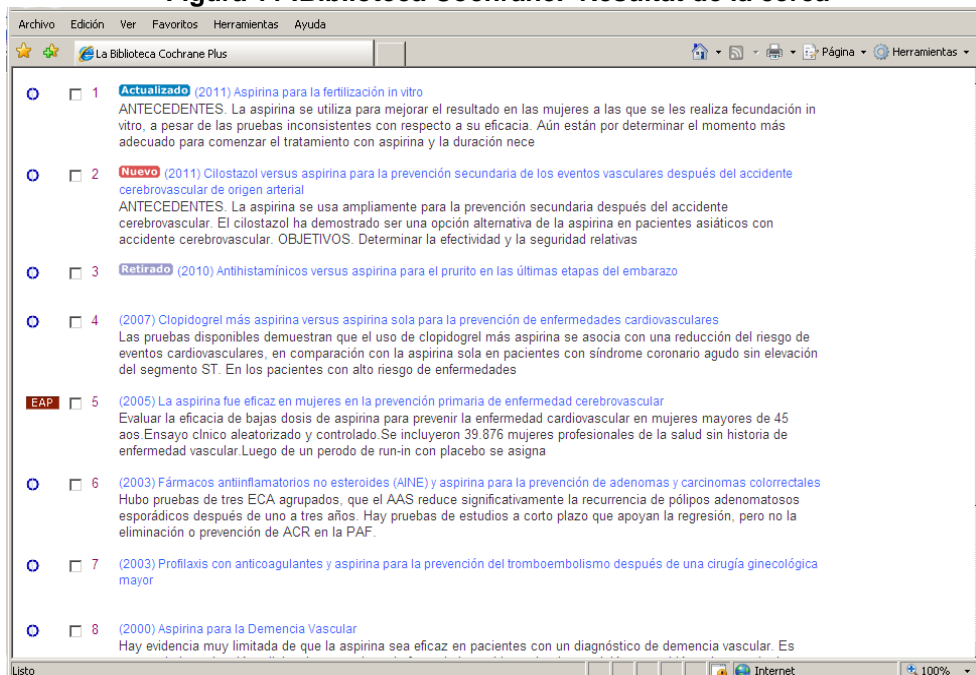 Archivo Edición Ver Favoritos Herramientas Ayuda
La Biblioteca Cochrane Plus
Página Herramientas
1 Actualizado (2011) Aspirina para la fertilización in vitro
ANTECEDENTES. La aspirina se utiliza para mejorar el resultado en las mujeres a las que se les realiza fecundación in
vitro, a pesar de las pruebas inconsistentes con respecto a su eficacia. Aún están por determinar el momento más
adecuado para comenzar el tratamiento con aspirina y la duración nece
2 Nuevo (2011) Cilostazol versus aspirina para la prevención secundaria de los eventos vasculares después del accidente
cerebrovascular de origen arterial
ANTECEDENTES. La aspirina se usa ampliamente para la prevención secundaria después del accidente
cerebrovascular. El cilostazol ha demostrado ser una opción alternativa de la aspirina en pacientes asiáticos con
accidente cerebrovascular. OBJETIVOS. Determinar la efectividad y la seguridad relativas
3 Retirado (2010) Antihistamínicos versus aspirina para el prurito en las últimas etapas del embarazo
4 (2007) Clopidogrel más aspirina versus aspirina sola para la prevención de enfermedades cardiovasculares
Las pruebas disponibles demuestran que el uso de clopidogrel más aspirina se asocia con una reducción del riesgo de
eventos cardiovasculares, en comparación con la aspirina sola en pacientes con síndrome coronario agudo sin elevación
del segmento ST. En los pacientes con alto riesgo de enfermedades
EAP 5 (2005) La aspirina fue eficaz en mujeres en la prevención primaria de enfermedad cerebrovascular
Evaluar la eficacia de bajas dosis de aspirina para prevenir la enfermedad cardiovascular en mujeres mayores de 45
aos.Ensayo clnico aleatorizado y controlado.Se incluyeron 39.876 mujeres profesionales de la salud sin historia de
enfermedad vascular.Luego de un perodo de run-in con placebo se asigna
6 (2003) Fármacos antiinflamatorios no esteroides (AINE) y aspirina para la prevención de adenomas y carcinomas colorrectales
Hubo pruebas de tres ECA agrupados, que el AAS reduce significativamente la recurrencia de pólipos adenomatosos
esporádicos después de uno a tres años. Hay pruebas de estudios a corto plazo que apoyan la regresión, pero no la
eliminación o prevención de ACR en la PAF.
7 (2003) Profilaxis con anticoagulantes y aspirina para la prevención del tromboembolismo después de una cirugía ginecológica
mayor
8 (2000) Aspirina para la Demencia Vascular
Hay evidencia muy limitada de que la aspirina sea eficaz en pacientes con un diagnóstico de demencia vascular. Es
Listo Internet 100%